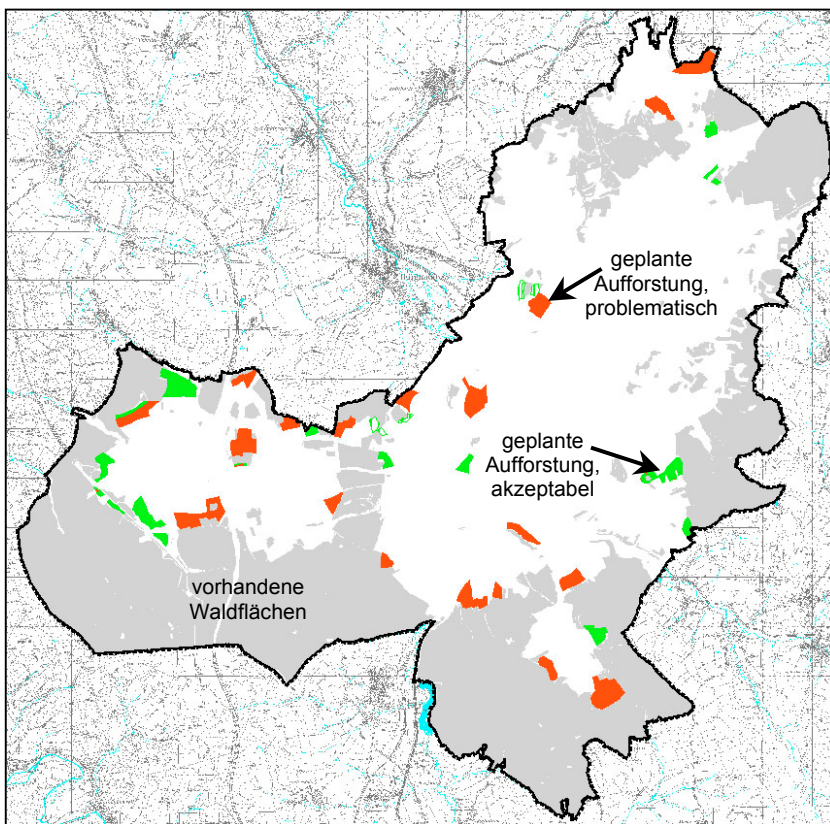 geplante
Aufforstung,
problematisch
geplante
Aufforstung,
akzeptabel
vorhandene
Waldflächen